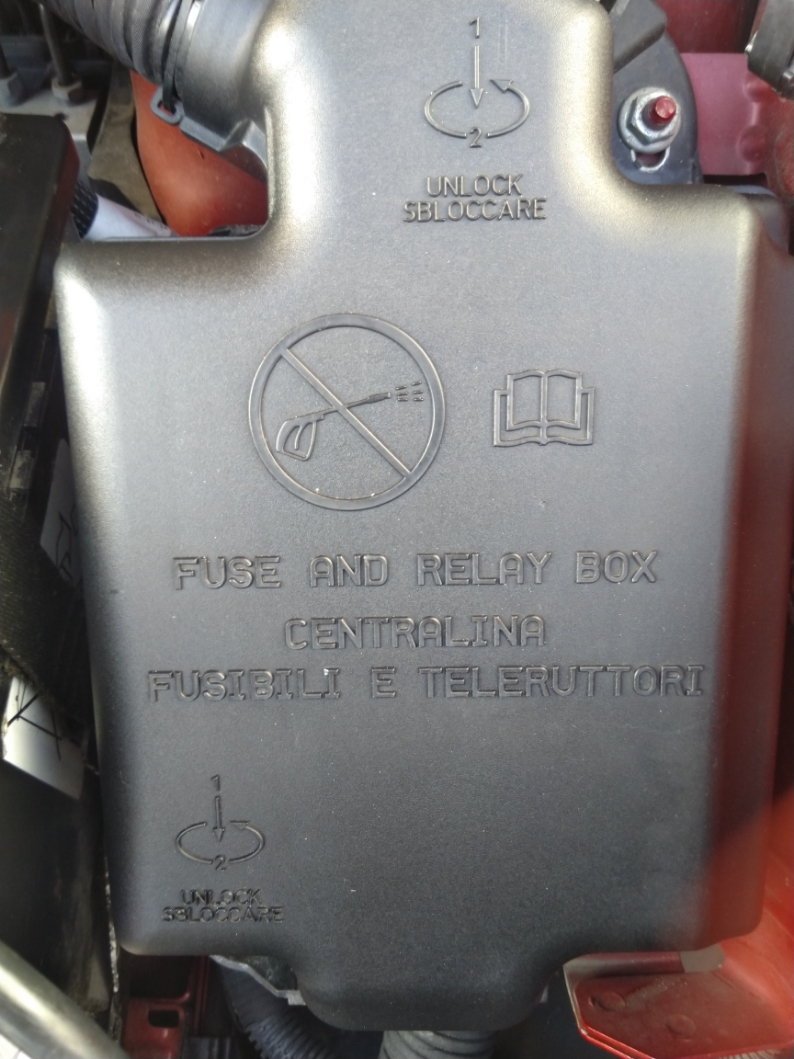 1
2
UNLOCK
SBLOCCARE
FUSE AND RELAY BOX
CENTRALINA
FUSIBILI E TELERUTTORI
1
2
UNLOCK
SBLOCCARE